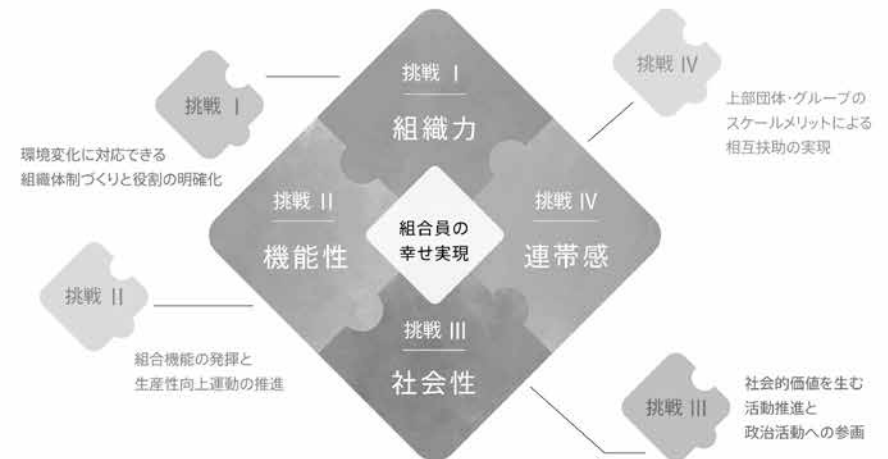 挑戦 Ⅰ
組織力
挑戦 Ⅱ
機能性
組合員の
幸せ実現
挑戦 Ⅳ
連帯感
挑戦 Ⅲ
社会性
挑戦 Ⅰ
環境変化に対応できる
組織体制づくりと役割の明確化
挑戦 Ⅱ
組合機能の発揮と
生産性向上運動の推進
挑戦 Ⅳ
上部団体・グループの
スケールメリットによる
相互扶助の実現
挑戦 Ⅲ
社会的価値を生む
活動推進と
政治活動への参画